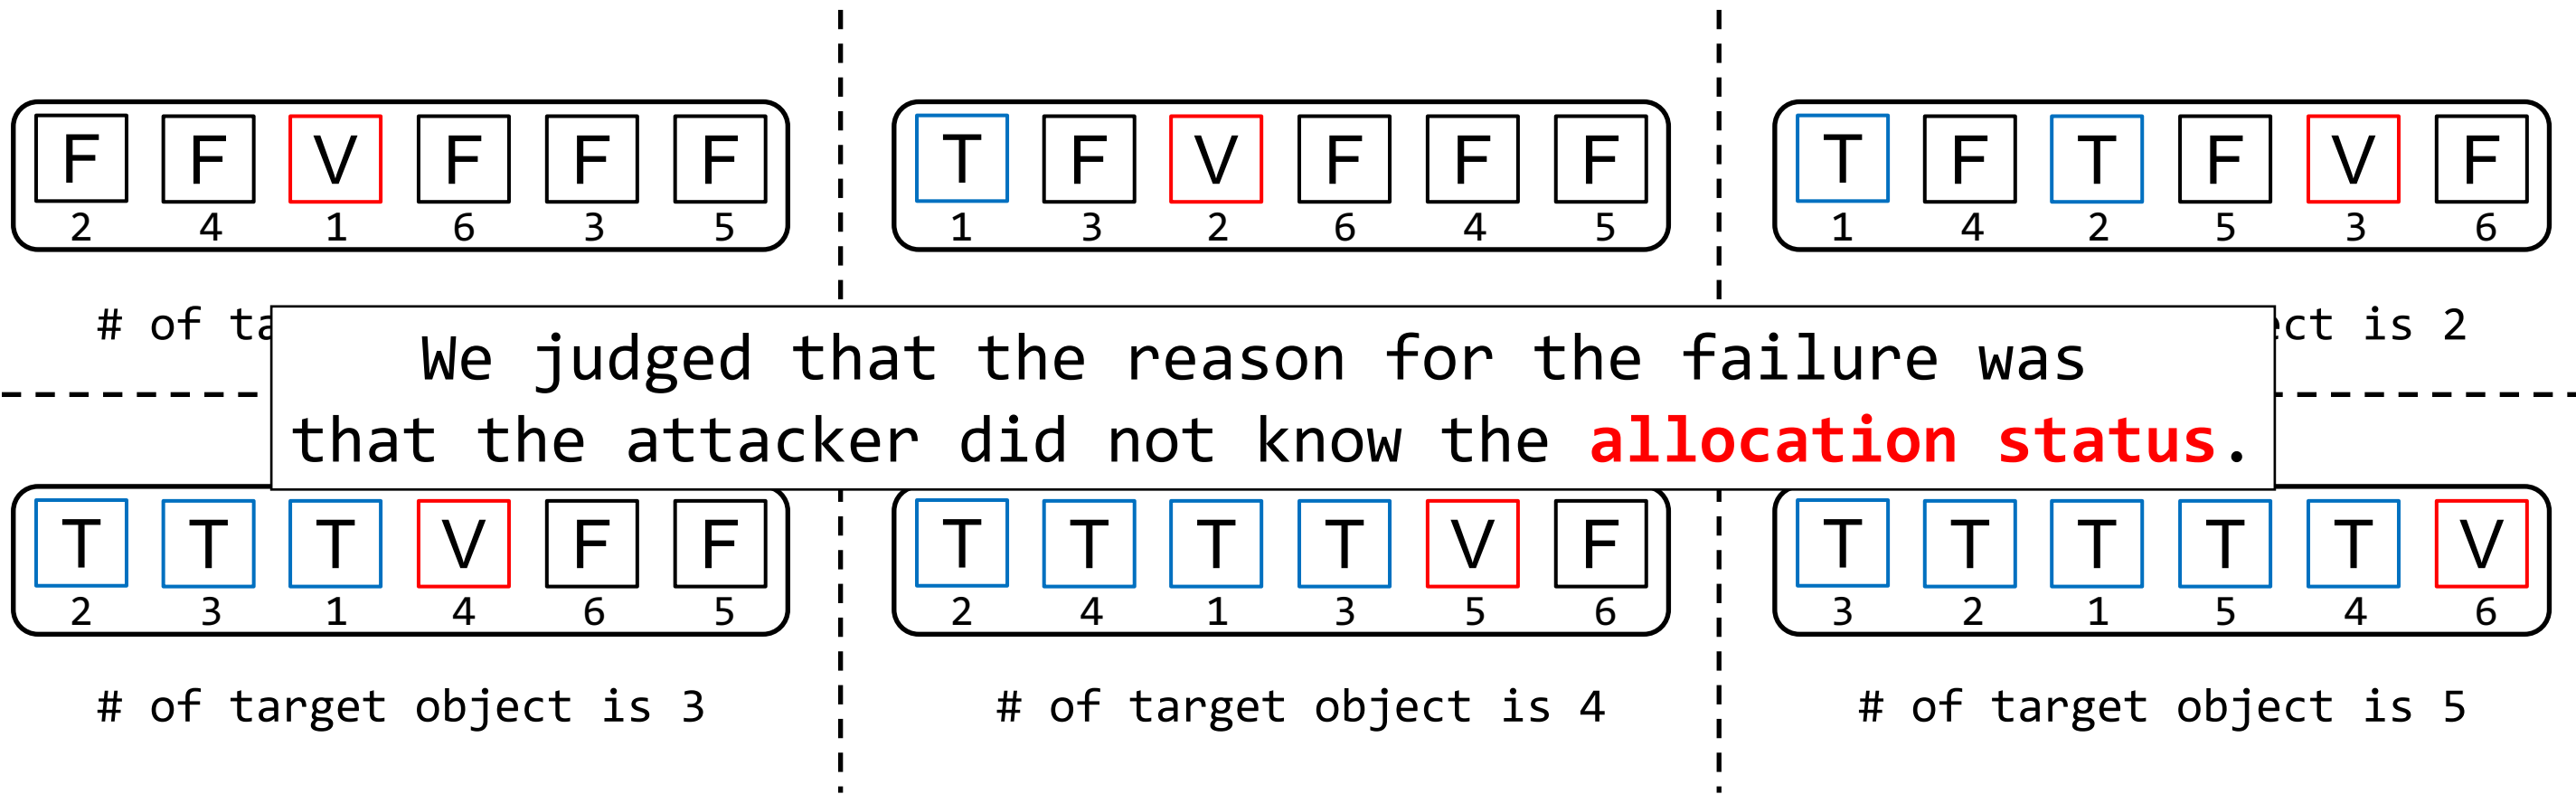 F F V F F F
2 4 1 6 3 5
T F V F F F
1 3 2 6 4 5
T F T F V F
1 4 2 5 3 6
# of
is 2
We judged that the reason for the failure was
that the attacker did not know the allocation status.
T T T V F F
2 3 1 4 6 5
T T T T V F
2 4 1 3 5 6
T T T T T V
3 2 1 5 4 6
# of target object is 3
# of target object is 4
# of target object is 5